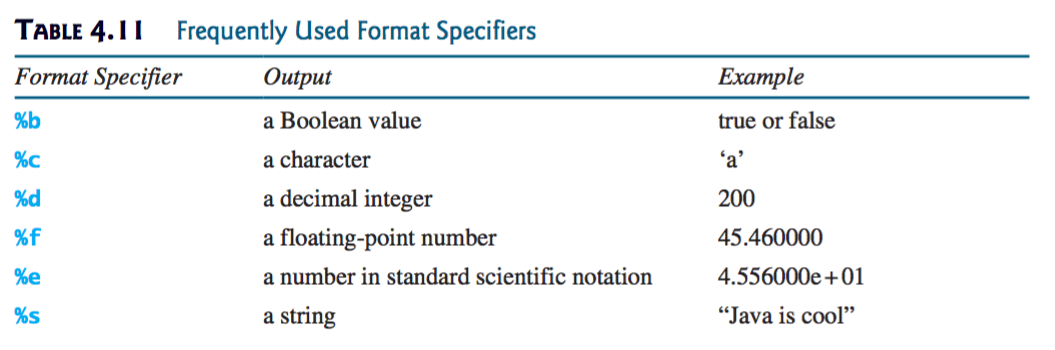 TABLE 4.11 Frequently Used Format Specifiers
Format Specifier Output Example
%b a Boolean value true or false
%c a character ‘a’
%d a decimal integer 200
%f a floating-point number 45.460000
%e a number in standard scientific notation 4.556000e+01
%s a string “Java is cool”